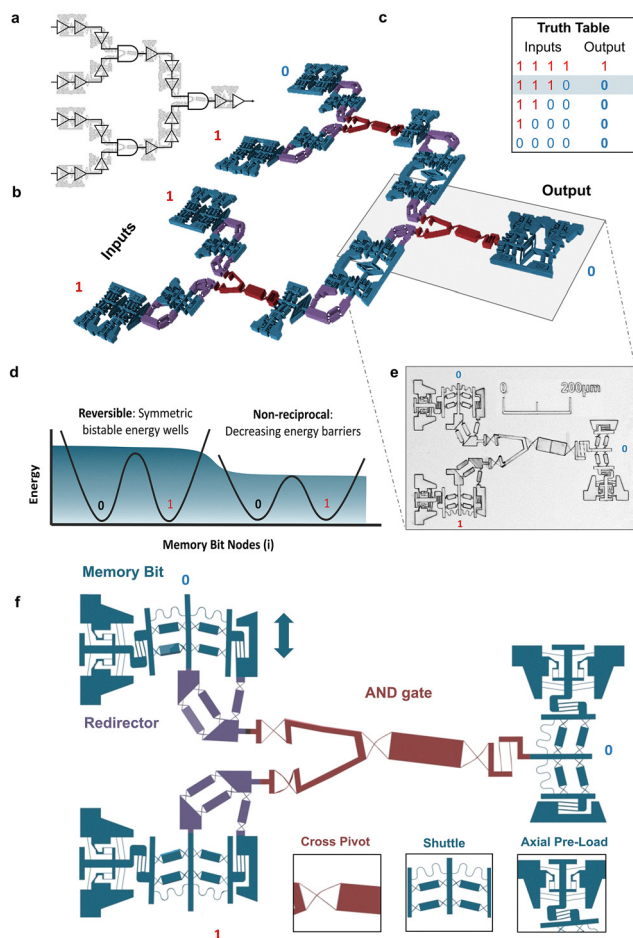 a
c
Truth Table
Inputs Output
1 1 1 1 1
1 1 1 0 0
1 1 0 0 0
1 0 0 0 0
0 0 0 0 0
0
1
b
1
1
Inputs
Output
0
d
Reversible: Symmetric
bistable energy wells
Non-reciprocal:
Decreasing energy barriers
Energy
0 1 0 1
Memory Bit Nodes (i)
e
0
0 200µm
0
1
f
Memory Bit
0
Redirector
AND gate
0
Cross Pivot
Shuttle
Axial Pre-Load
1